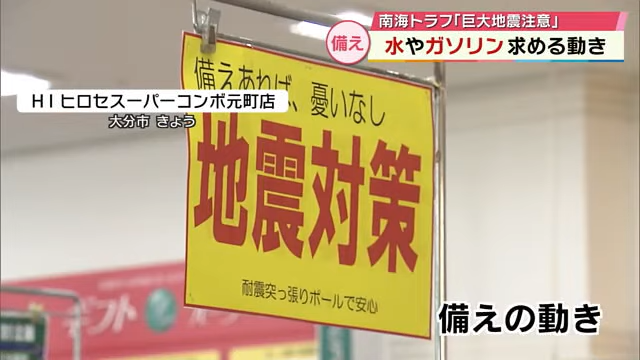 南海トラフ「巨大地震注意」
備え
水やガソリン求める動き
HIヒロセスーパーコンボ元町店
大分市 きょう
備えあれば、憂いなし
地震対策
耐震突っ張りポールで安心
ギフト
備えの動き